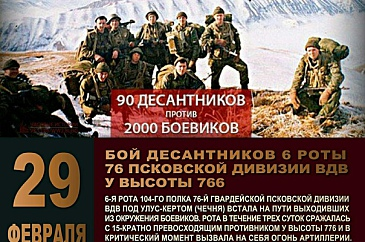 90 ДЕСАНТНИКОВ
ПРОТИВ
2000 БОЕВИКОВ
29
ФЕВРАЛЯ
БОЙ ДЕСАНТНИКОВ 6 РОТЫ
76 ПСКОВСКОЙ ДИВИЗИИ ВДВ
У ВЫСОТЫ 766
6-Я РОТА 104-ГО ПОЛКА 76-Й ГВАРДЕЙСКОЙ ПСКОВСКОЙ ДИВИЗИИ
ВДВ ПОД УЛУС-КЕРТОМ (ЧЕЧНЯ) ВСТАЛА НА ПУТИ ВЫХОДИВШИХ
ИЗ ОКРУЖЕНИЯ БОЕВИКОВ. РОТА В ТЕЧЕНИЕ ТРЕХ СУТОК СРАЖАЛАСЬ
С 15-КРАТНО ПРЕВОСХОДЯЩИМ ПРОТИВНИКОМ У ВЫСОТЫ 776 И В
КРИТИЧЕСКИЙ МОМЕНТ ВЫЗВАЛА НА СЕБЯ ОГОНЬ АРТИЛЛЕРИИ.